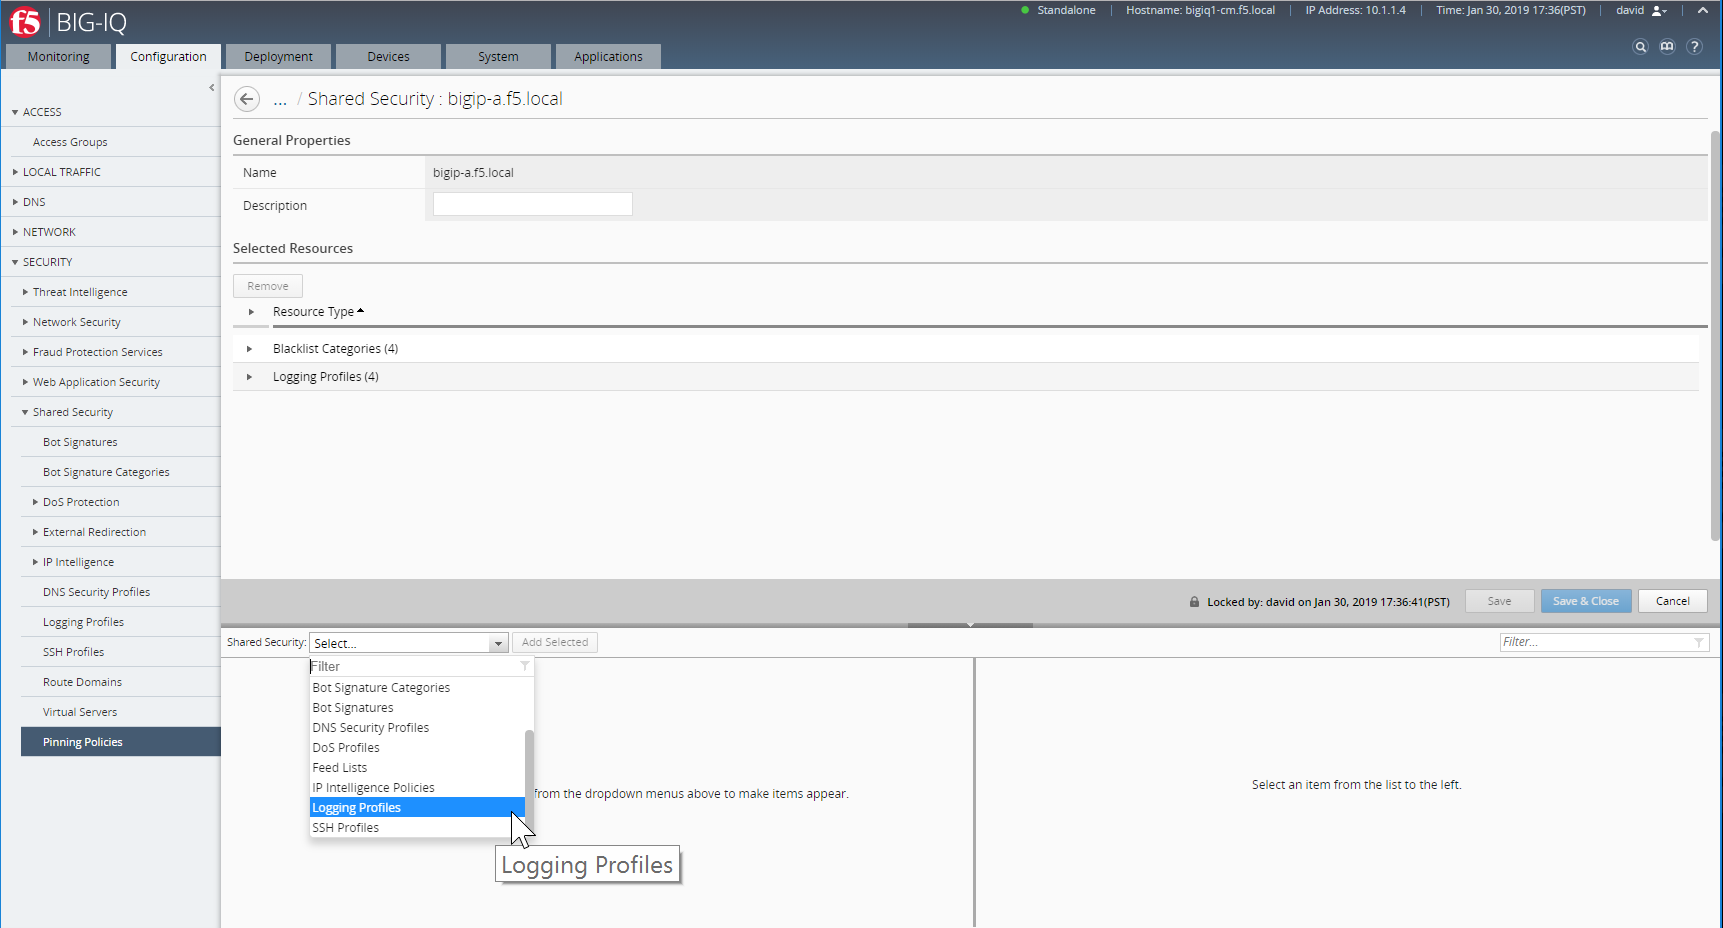 f5 BIG-IQ
Standalone Hostname: bigiq1-cm.f5.local IP Address: 10.1.1.4 Time: Jan 30, 2019 17:36(PST) david
Monitoring Configuration Deployment Devices System Applications
ACCESS
Access Groups
LOCAL TRAFFIC
DNS
NETWORK
SECURITY
Threat Intelligence
Network Security
Fraud Protection Services
Web Application Security
Shared Security
Bot Signatures
Bot Signature Categories
DoS Protection
External Redirection
IP Intelligence
DNS Security Profiles
Logging Profiles
SSH Profiles
Route Domains
Virtual Servers
Pinning Policies
... / Shared Security : bigip-a.f5.local
General Properties
Name bigip-a.f5.local
Description
Selected Resources
Remove
Resource Type
Blacklist Categories (4)
Logging Profiles (4)
Locked by: david on Jan 30, 2019 17:36:41(PST) Save Save & Close Cancel
Shared Security: Select... Add Selected Filter...
Filter
Bot Signature Categories
Bot Signatures
DNS Security Profiles
DoS Profiles
Feed Lists
IP Intelligence Policies
Logging Profiles
SSH Profiles
from the dropdown menus above to make items appear.
Logging Profiles
Select an item from the list to the left.